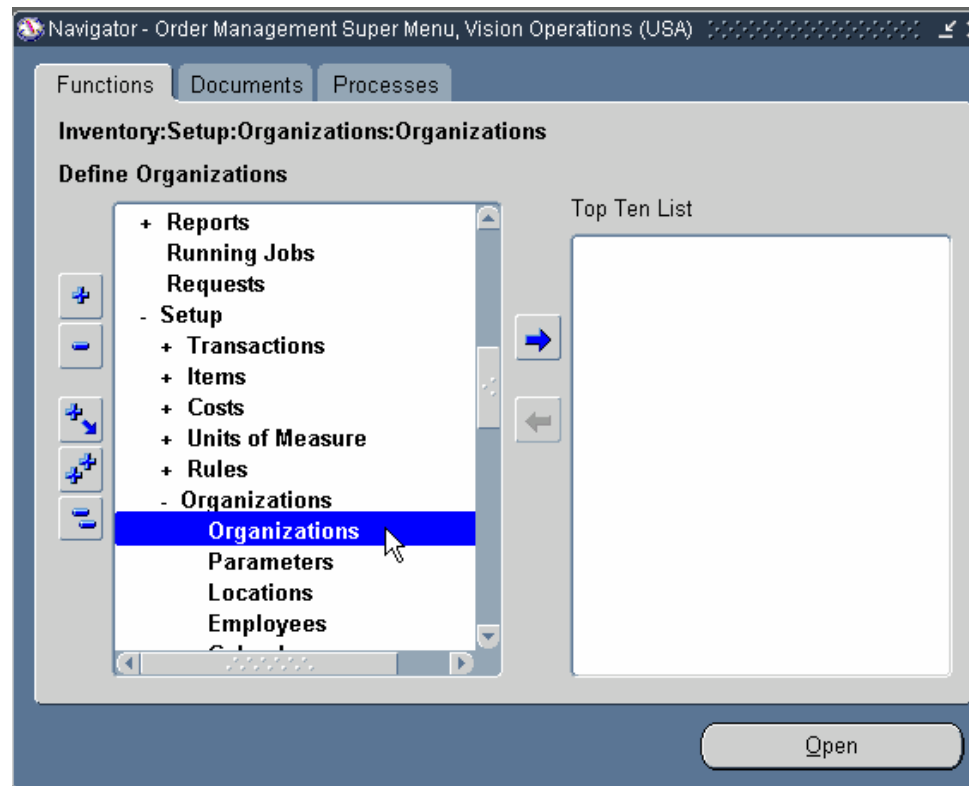 Navigator - Order Management Super Menu, Vision Operations (USA)
Functions Documents Processes
Inventory:Setup:Organizations:Organizations
Define Organizations
Top Ten List
+ Reports
Running Jobs
Requests
- Setup
+ Transactions
+ Items
+ Costs
+ Units of Measure
+ Rules
- Organizations
Organizations
Parameters
Locations
Employees
Open